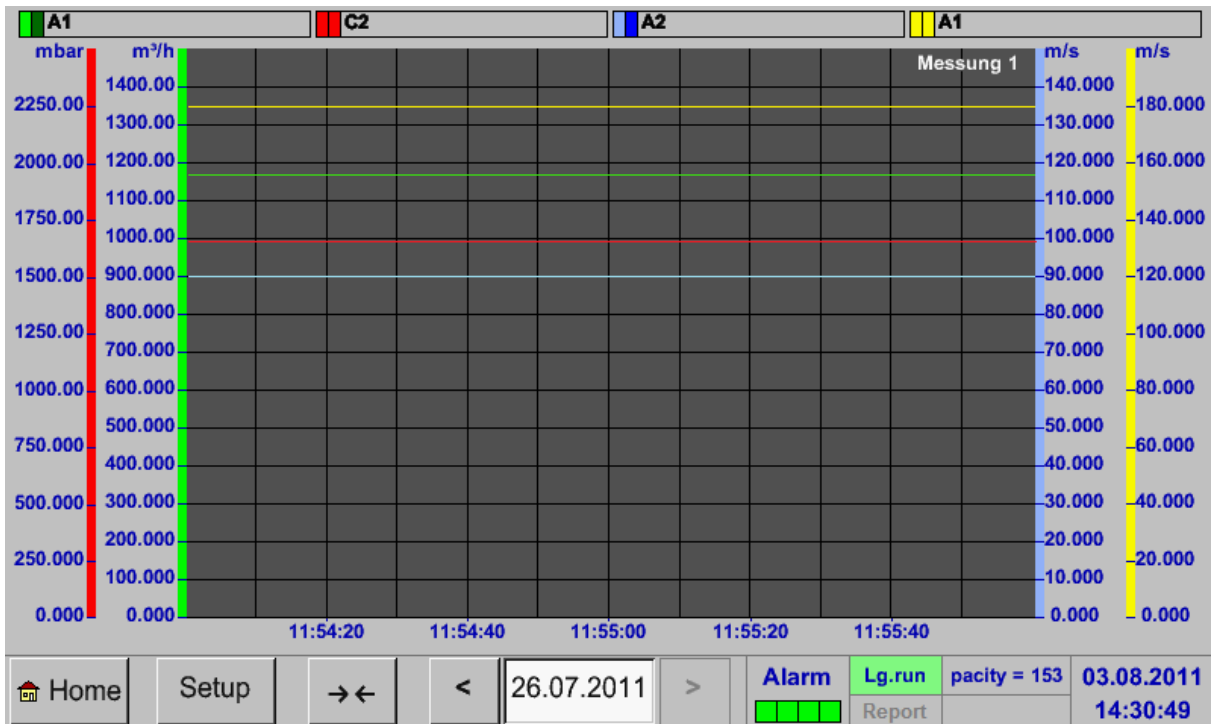 A1 C2 A2 A1
mbar m³/h m/s m/s
Messung 1
1400.00 140.000
2250.00 180.000
1300.00 130.000
2000.00 1200.00 120.000 160.000
1100.00 110.000
1750.00 140.000
1000.00 100.000
1500.00 900.000 90.000 120.000
800.000 80.000
1250.00 100.000
700.000 70.000
1000.00 600.000 60.000 80.000
500.000 50.000
750.000 60.000
400.000 40.000
500.000 300.000 30.000 40.000
200.000 20.000
250.000 20.000
100.000 10.000
0.000 0.000 0.000 0.000
11:54:20 11:54:40 11:55:00 11:55:20 11:55:40
Home Setup →← < 26.07.2011 > Alarm Lg.run pacity = 153 03.08.2011
Report 14:30:49